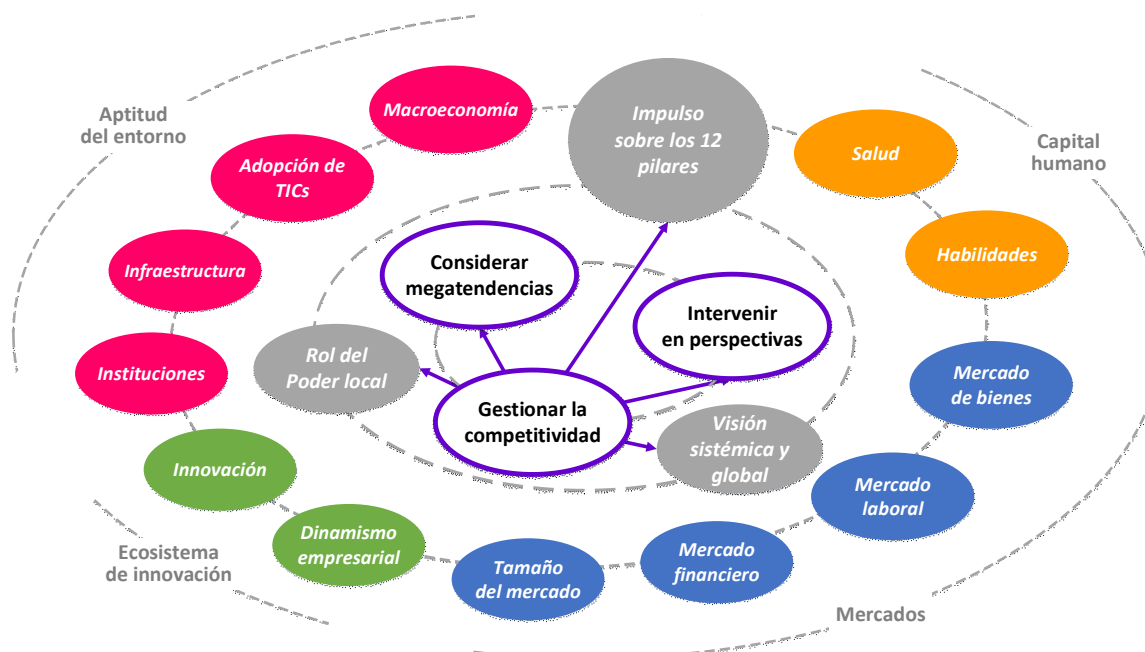 Aptitud
del entorno
Macroeconomía
Impulso
sobre los 12
pilares
Salud
Capital
humano
Adopción de
TICs
Habilidades
Infraestructura
Considerar
megatendencias
Intervenir
en perspectivas
Instituciones
Rol del
Poder local
Gestionar la
competitividad
Visión
sistémica y
global
Mercado
de bienes
Innovación
Mercado
laboral
Dinamismo
empresarial
Ecosistema
de innovación
Tamaño
del mercado
Mercado
financiero
Mercados